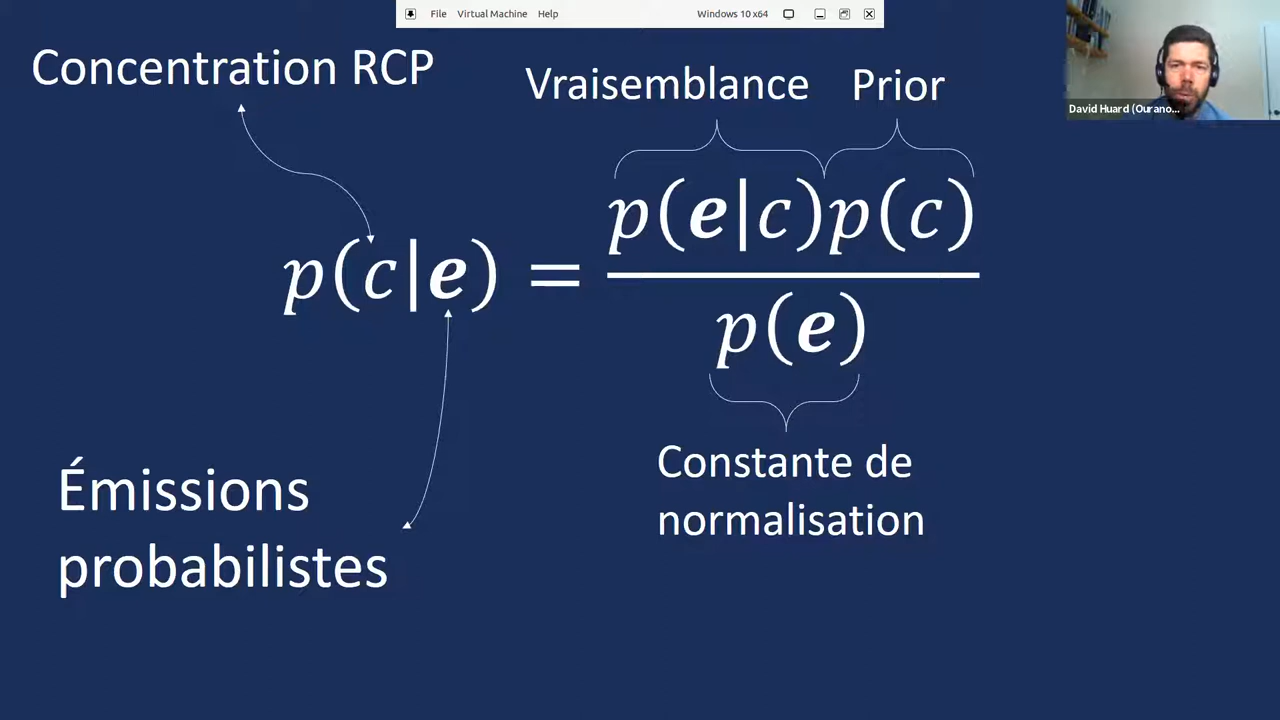 File Virtual Machine Help Windows 10 x64
David Huard (Ourano...
Concentration RCP
Vraisemblance Prior
p(c|e) = p(e|c)p(c) / p(e)
Constante de
normalisation
Émissions
probabilistes